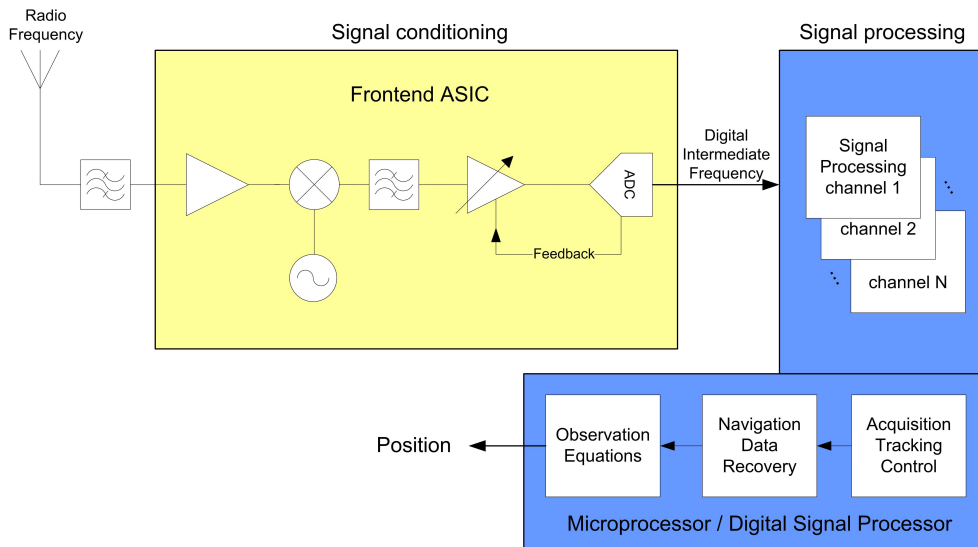 Radio
Frequency
Signal conditioning
Signal processing
Frontend ASIC
Digital
Intermediate
Frequency
ADC
Feedback
Signal
Processing
channel 1
channel 2
channel N
Position
Observation
Equations
Navigation
Data
Recovery
Acquisition
Tracking
Control
Microprocessor / Digital Signal Processor